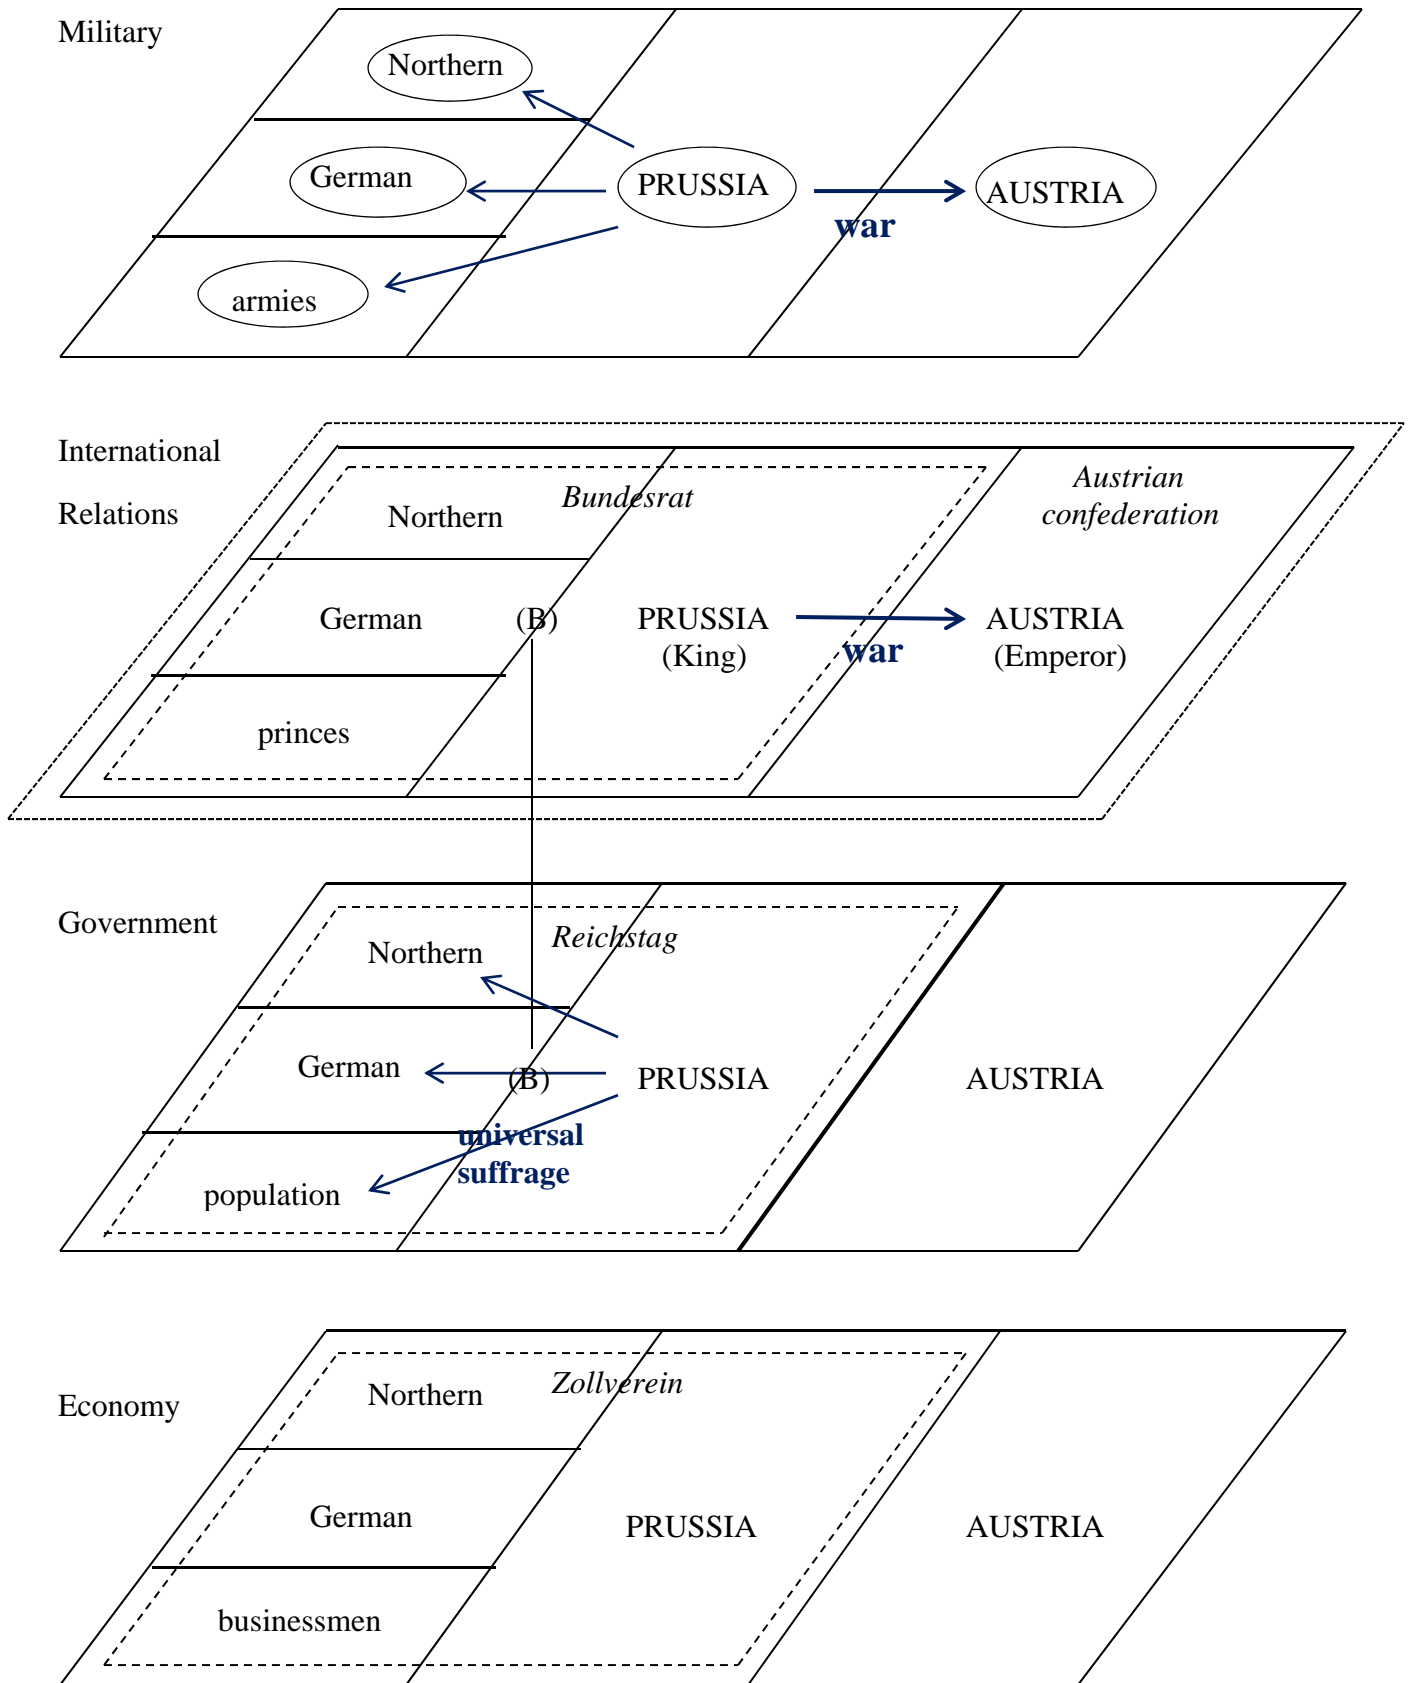 Military
Northern
German
PRUSSIA
AUSTRIA
war
armies
International
Relations
Bundesrat
Austrian
confederation
Northern
German
(B)
PRUSSIA
(King)
war
AUSTRIA
(Emperor)
princes
Government
Northern
Reichstag
German
(B)
PRUSSIA
AUSTRIA
universal
suffrage
population
Economy
Northern
Zollverein
German
PRUSSIA
AUSTRIA
businessmen